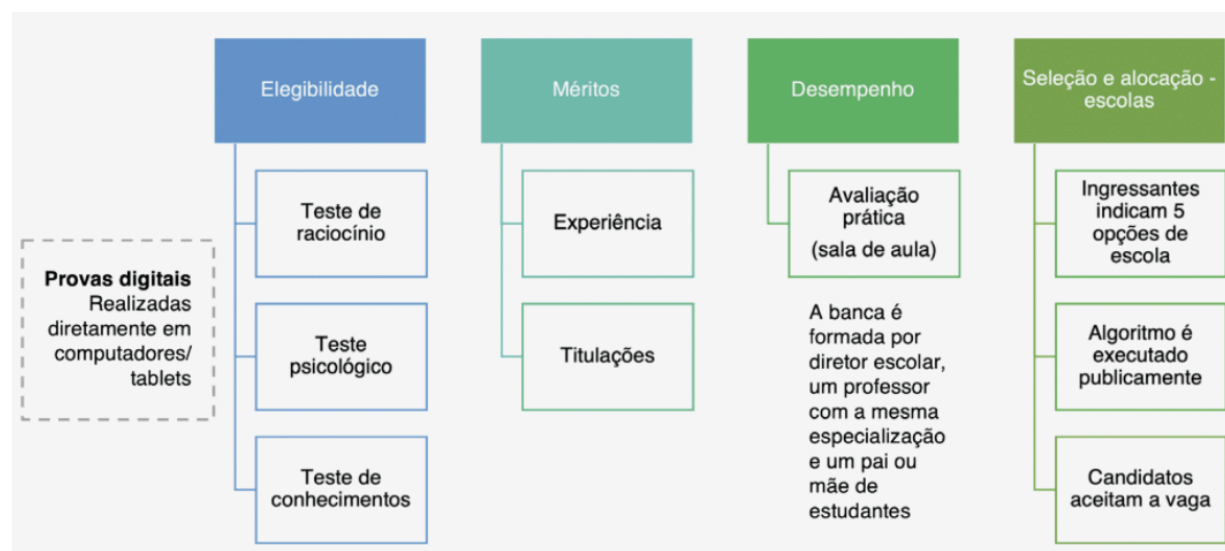 Elegibilidade
Méritos
Desempenho
Seleção e alocação -
escolas
Provas digitais
Realizadas
diretamente em
computadores/
tablets
Teste de
raciocínio
Teste
psicológico
Teste de
conhecimentos
Experiência
Titulações
Avaliação
prática
(sala de aula)
A banca é
formada por
diretor escolar,
um professor
com a mesma
especialização
e um pai ou
mãe de
estudantes
Ingressantes
indicam 5
opções de
escola
Algoritmo é
executado
publicamente
Candidatos
aceitam a vaga